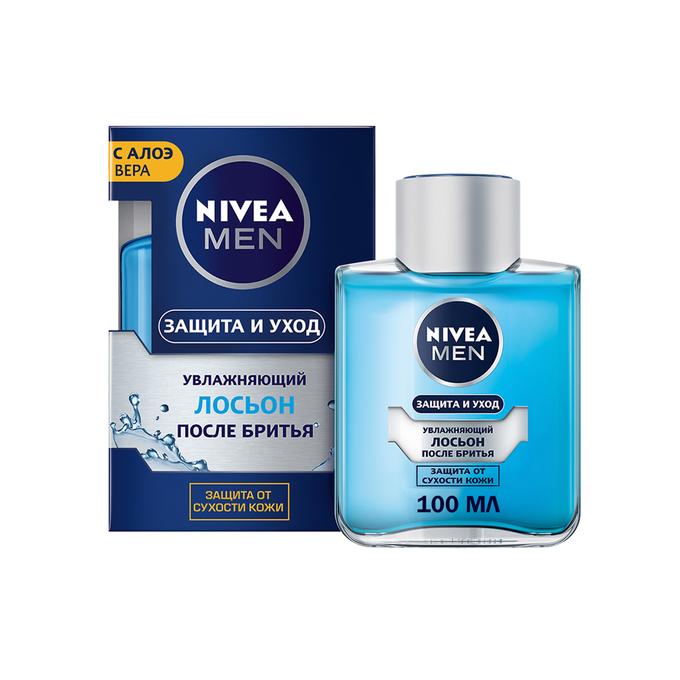 С АЛОЭ
ВЕРА
NIVEA
MEN
ЗАЩИТА И УХОД
УВЛАЖНЯЮЩИЙ
ЛОСЬОН
ПОСЛЕ БРИТЬЯ
ЗАЩИТА ОТ
СУХОСТИ КОЖИ
NIVEA
MEN
ЗАЩИТА И УХОД
УВЛАЖНЯЮЩИЙ
ЛОСЬОН
ПОСЛЕ БРИТЬЯ
ЗАЩИТА ОТ
СУХОСТИ КОЖИ
100 МЛ